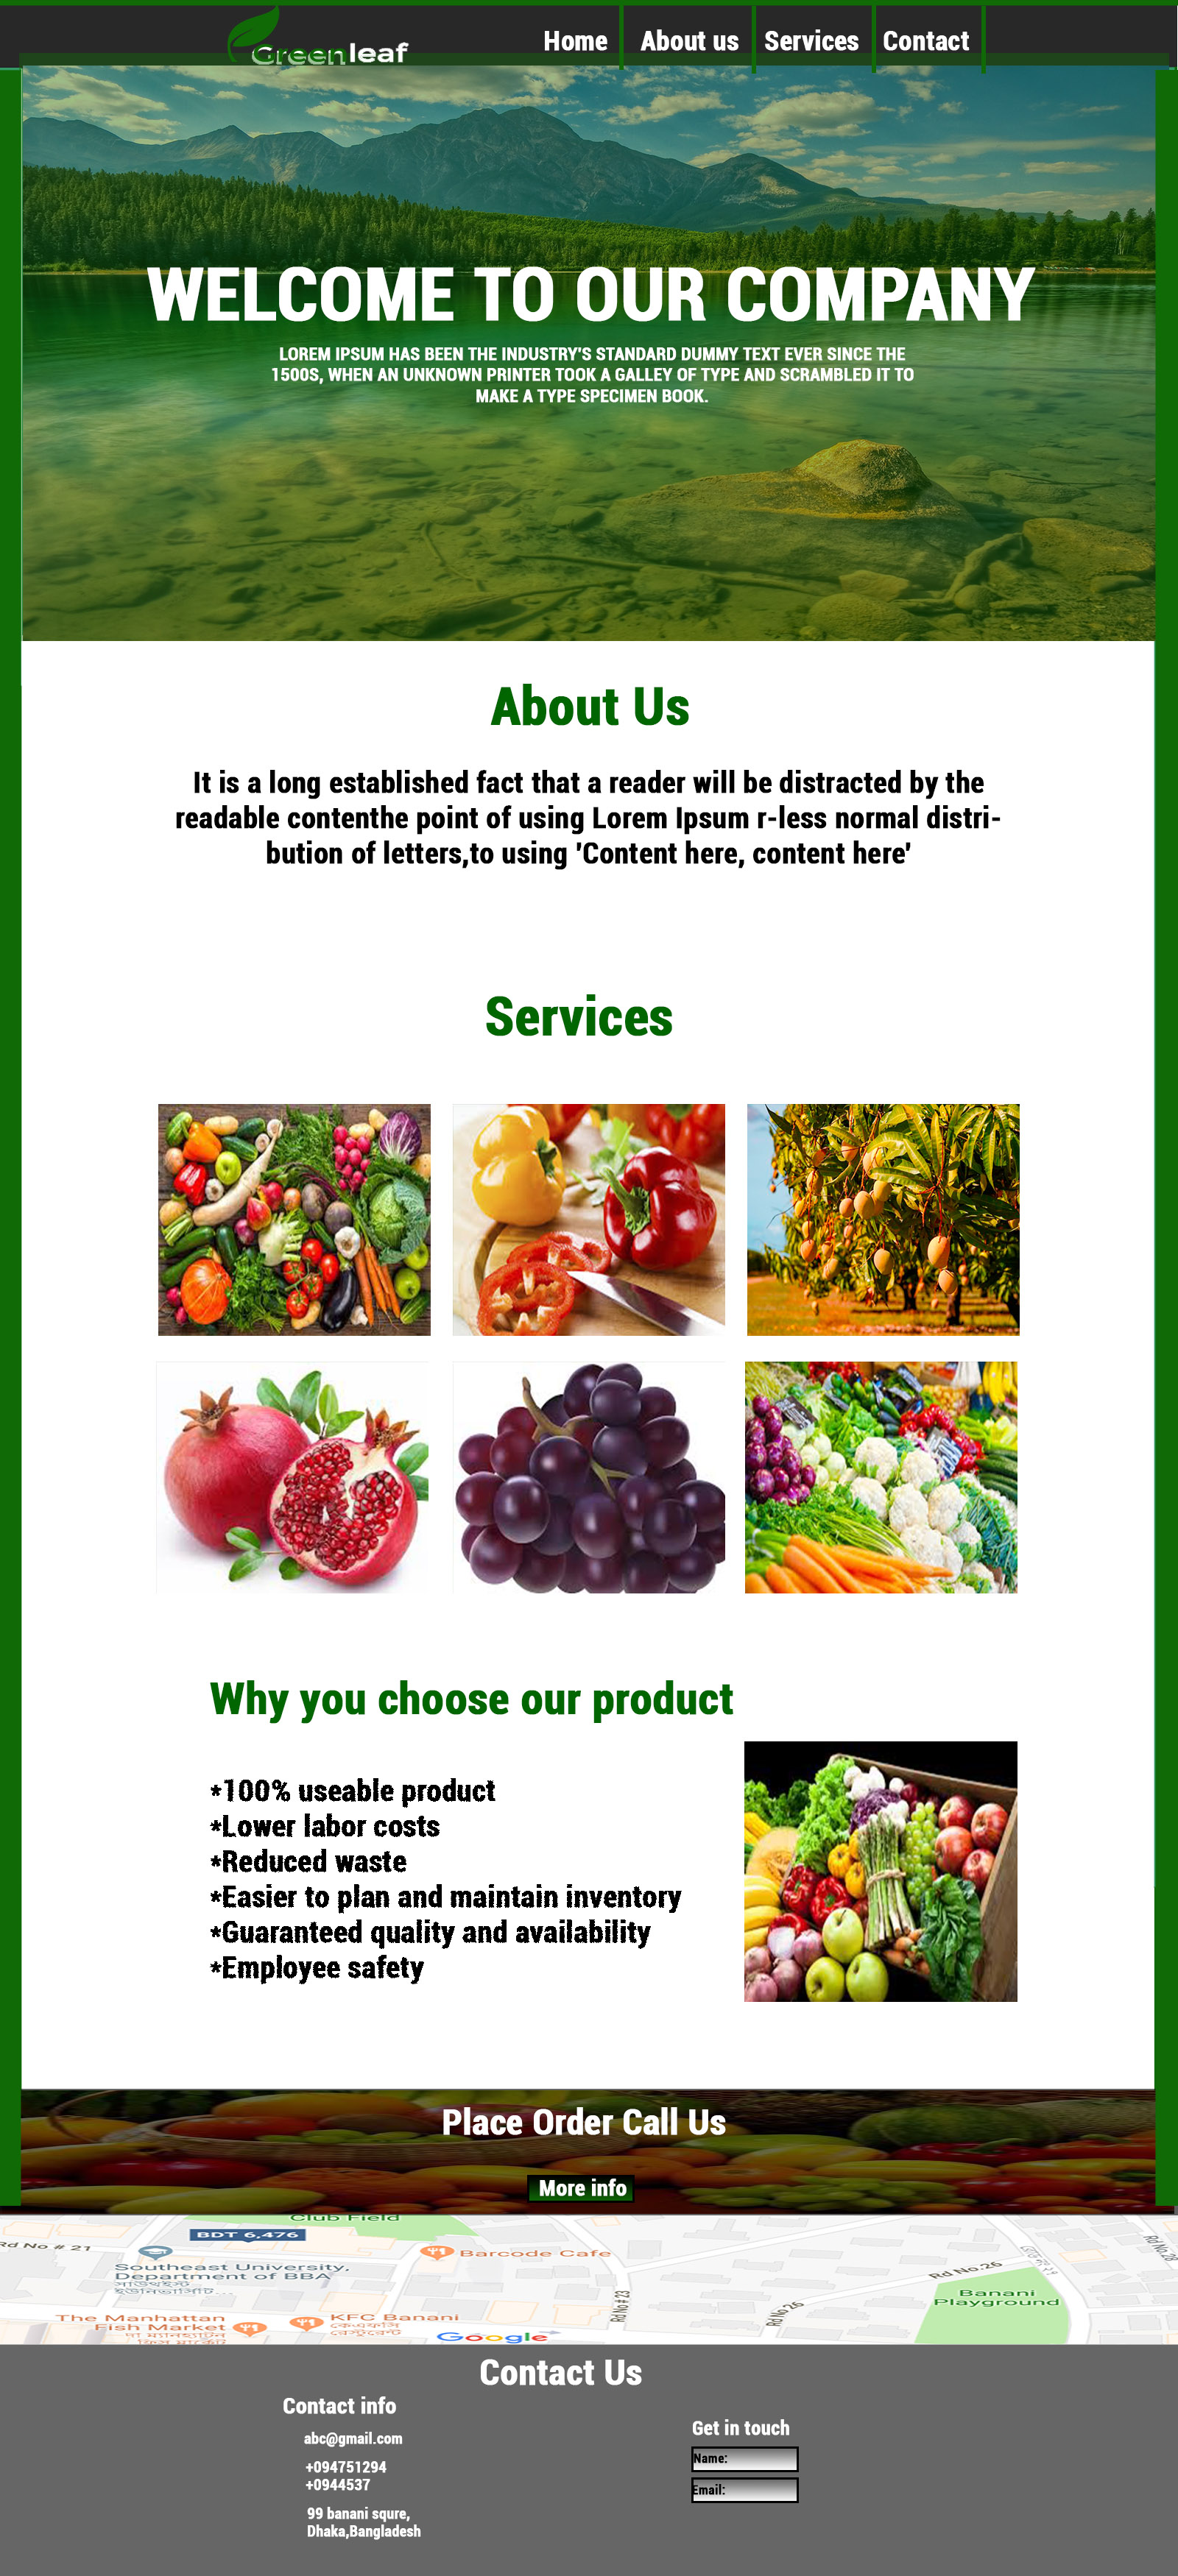 Greenleaf
Home
About us
Services
Contact
WELCOME TO OUR COMPANY
LOREM IPSUM HAS BEEN THE INDUSTRY'S STANDARD DUMMY TEXT EVER SINCE THE
1500S, WHEN AN UNKNOWN PRINTER TOOK A GALLEY OF TYPE AND SCRAMBLED IT TO
MAKE A TYPE SPECIMEN BOOK.
About Us
It is a long established fact that a reader will be distracted by the
readable contenthe point of using Lorem Ipsum r-less normal distri-
bution of letters,to using 'Content here, content here'
Services
Why you choose our product
*100% useable product
*Lower labor costs
*Reduced waste
*Easier to plan and maintain inventory
*Guaranteed quality and availability
*Employee safety
Place Order Call Us
More info
Club Field
BDT 6,476
Rd No # 21
Barcode Cafe
Southeast University,
Department of BBA
Rd No.26
Rd No.28
Banani
Playground
Rd No # 23
Rd No 26
The Manhattan
Fish Market
KFC Banani
কেএফসি
Google
Contact Us
Contact info
abc@gmail.com
+094751294
+0944537
99 banani squre,
Dhaka,Bangladesh
Get in touch
Name:
Email: